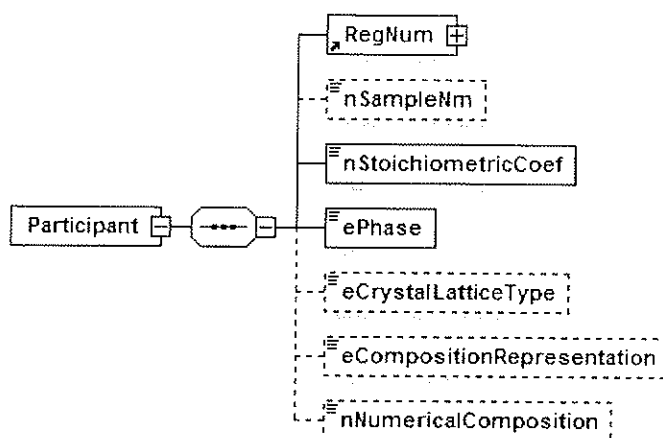 RegNum
nSampleNm
nStoichiometricCoef
Participant
ePhase
eCrystalLatticeType
eCompositionRepresentation
nNumericalComposition